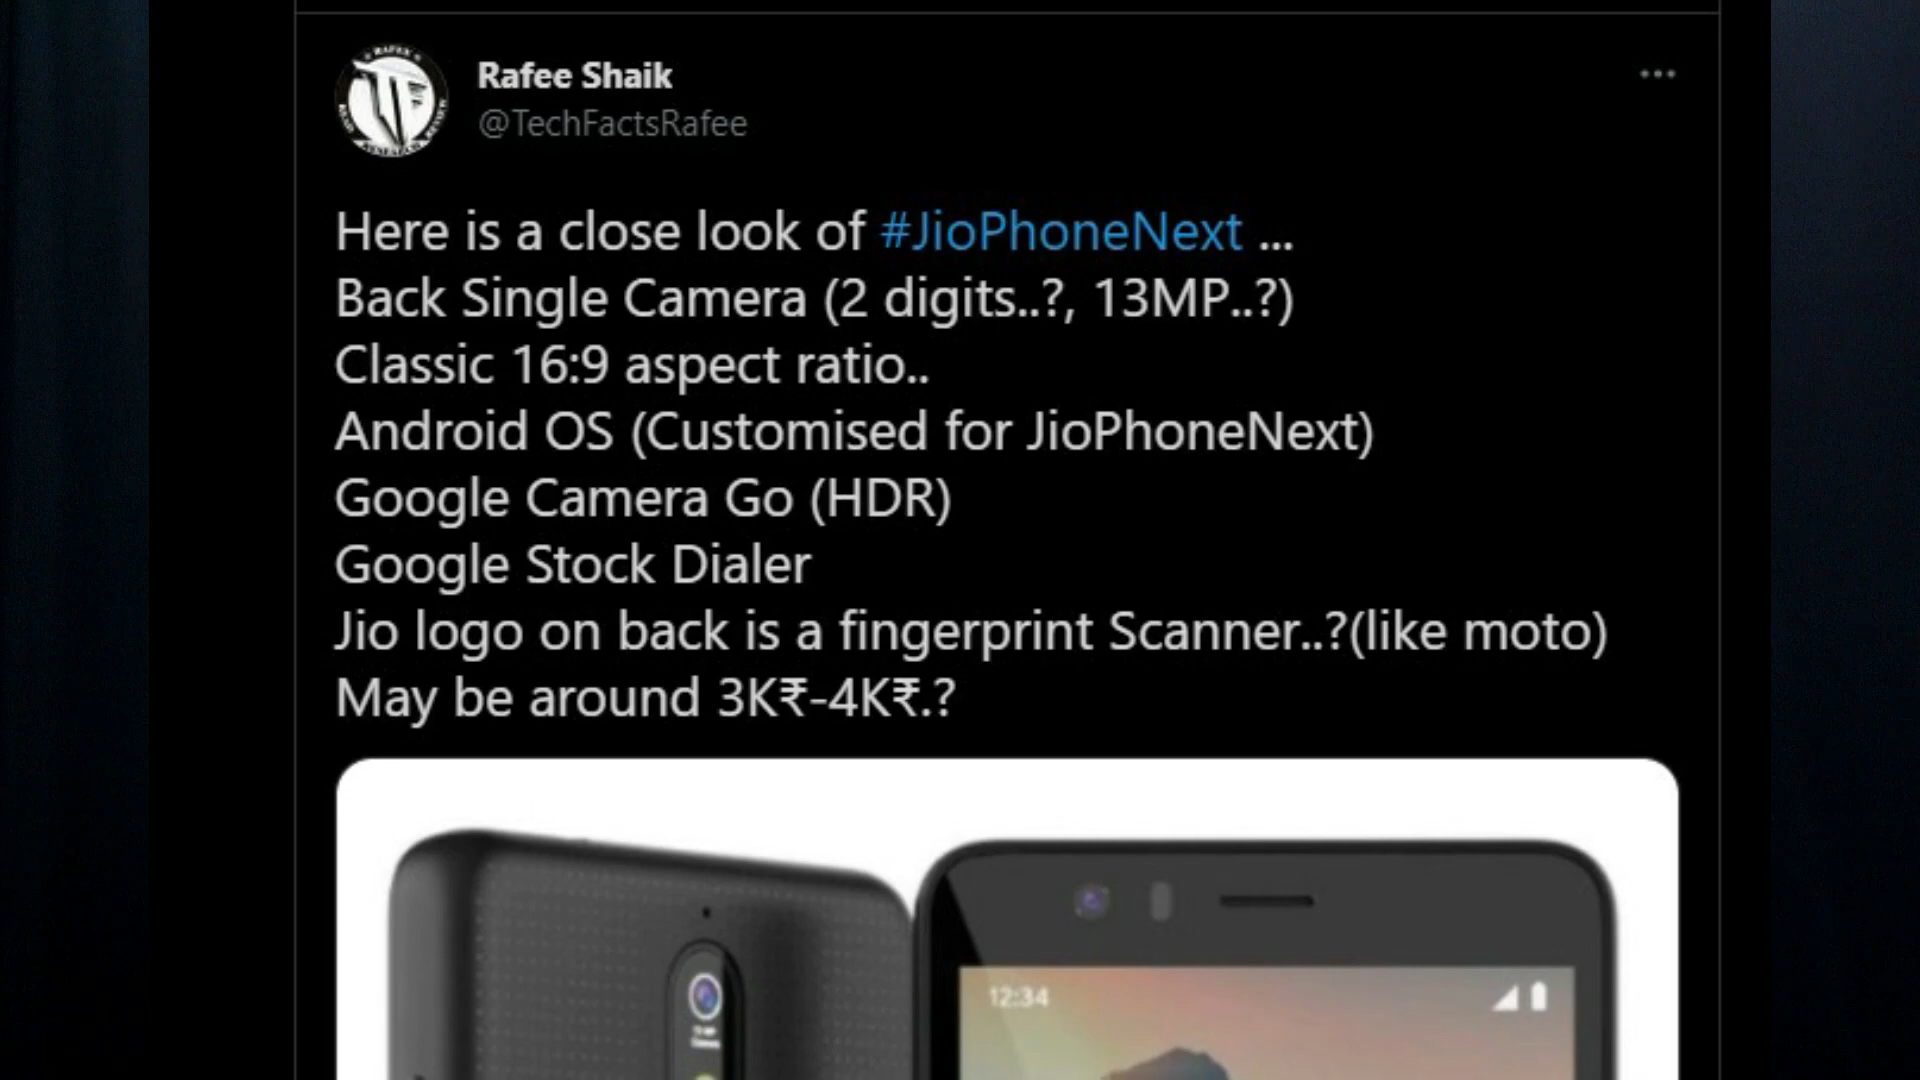 Rafee Shaik
@TechFactsRafee
Here is a close look of #JioPhoneNext ...
Back Single Camera (2 digits..?, 13MP..?)
Classic 16:9 aspect ratio..
Android OS (Customised for JioPhoneNext)
Google Camera Go (HDR)
Google Stock Dialer
Jio logo on back is a fingerprint Scanner..?(like moto)
May be around 3K₹-4K₹.?
12:34